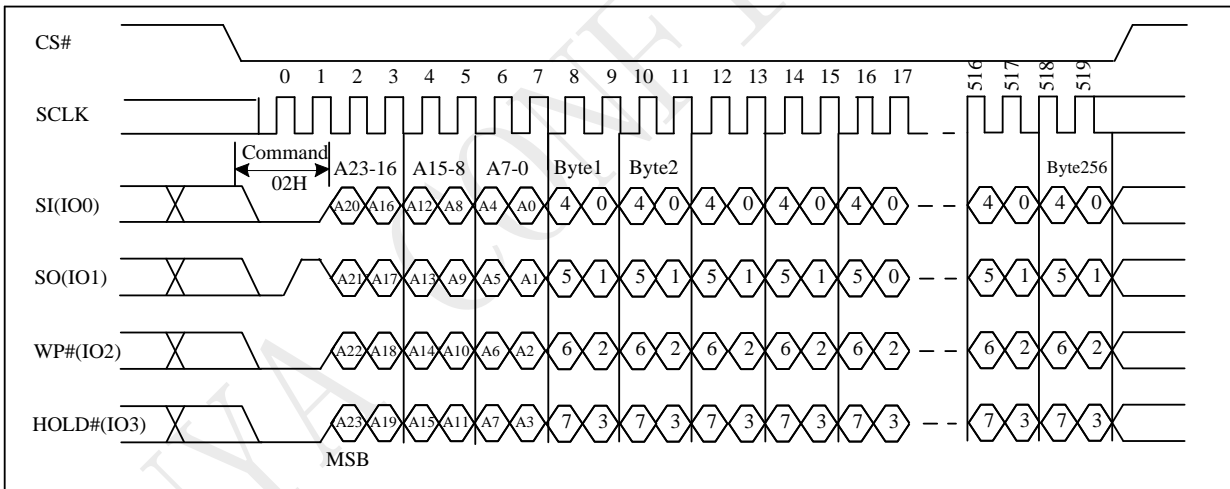 CS#
0 1 2 3 4 5 6 7 8 9 10 11 12 13 14 15 16 17 516 517 518 519
SCLK
Command
02H
A23-16 A15-8 A7-0 Byte1 Byte2 Byte256
SI(IO0) A20 A16 A12 A8 A4 A0 4 0 4 0 4 0 4 0 4 0 4 0 4 0
SO(IO1) A21 A17 A13 A9 A5 A1 5 1 5 1 5 1 5 1 5 0 5 1 5 1
WP#(IO2) A22 A18 A14 A10 A6 A2 6 2 6 2 6 2 6 2 6 2 6 2 6 2
HOLD#(IO3) A23 A19 A15 A11 A7 A3 7 3 7 3 7 3 7 3 7 3 7 3 7 3
MSB